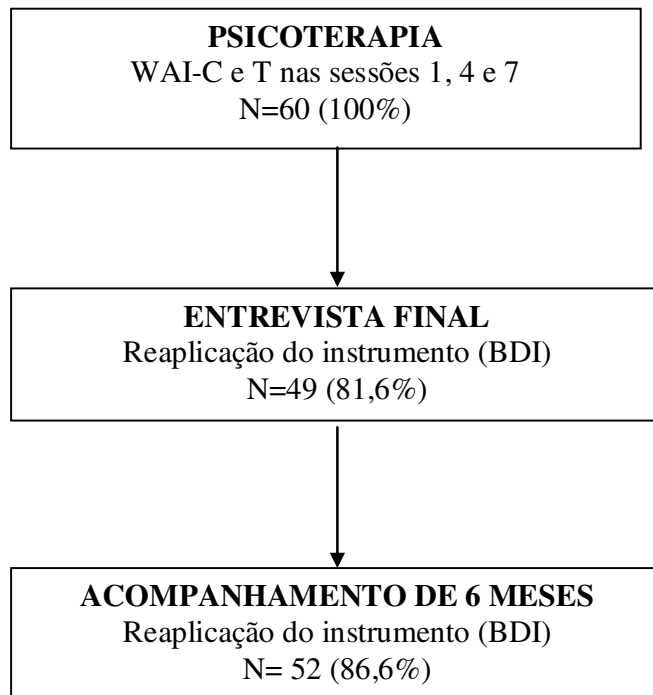 PSICOTERAPIA
WAI-C e T nas sessões 1, 4 e 7
N=60 (100%)
ENTREVISTA FINAL
Reaplicação do instrumento (BDI)
N=49 (81,6%)
ACOMPANHAMENTO DE 6 MESES
Reaplicação do instrumento (BDI)
N= 52 (86,6%)